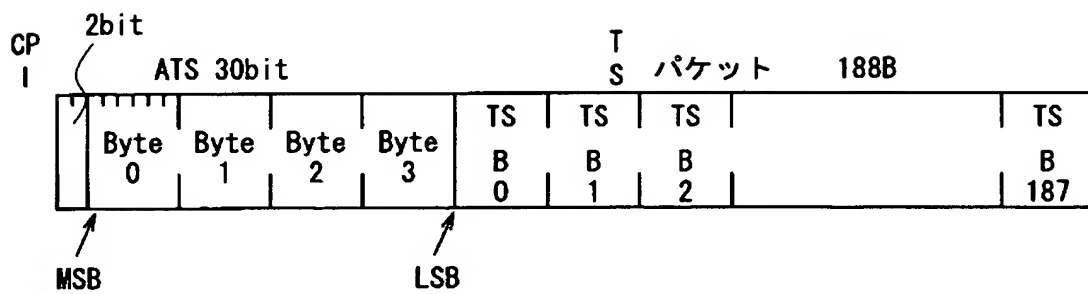 2bit
CP
I
ATS 30bit
TS パケット 188B
Byte 0
Byte 1
Byte 2
Byte 3
TS B 0
TS B 1
TS B 2
TS B 187
MSB
LSB